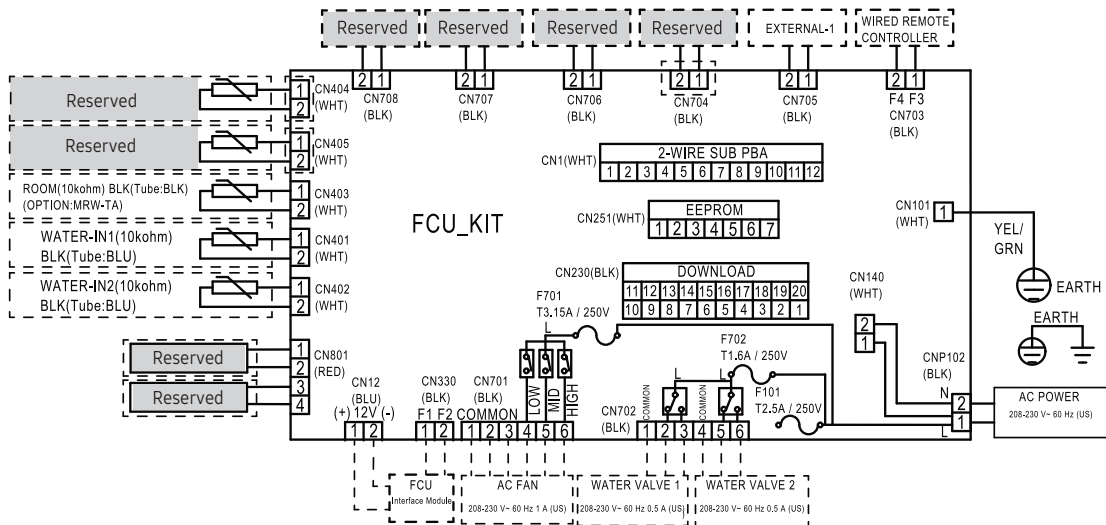 Reserved Reserved Reserved Reserved EXTERNAL-1 WIRED REMOTE
CONTROLLER
2 1 2 1 2 1 2 1 2 1 2 1
CN708
(BLK)
CN707
(BLK)
CN706
(BLK)
CN704
(BLK)
CN705
(BLK)
F4 F3
CN703
(BLK)
Reserved
1
2
CN404
(WHT)
Reserved
1
2
CN405
(WHT)
ROOM(10kohm) BLK(Tube:BLK)
(OPTION:MRW-TA)
1
2
CN403
(WHT)
WATER-IN1(10kohm)
BLK(Tube:BLU)
1
2
CN401
(WHT)
WATER-IN2(10kohm)
BLK(Tube:BLU)
1
2
CN402
(WHT)
Reserved
Reserved
1
2
3
4
CN801
(RED)
FCU_KIT
2-WIRE SUB PBA
CN1(WHT) 1 2 3 4 5 6 7 8 9 10 11 12
EEPROM
CN251(WHT) 1 2 3 4 5 6 7
CN230(BLK) DOWNLOAD
11 12 13 14 15 16 17 18 19 20
10 9 8 7 6 5 4 3 2 1
CN101
(WHT)
1
YEL/
GRN
EARTH
EARTH
CN140
(WHT)
2
1
F701
T3.15A / 250V
L
F702
T1.6A / 250V
L
F101
T2.5A / 250V
LOW
MID
HIGH
CNP102
(BLK)
N
L
2
1
AC POWER
208-230 V~ 60 Hz (US)
CN12
(BLU)
(+) 12V (-)
1 2
CN330
(BLK)
F1 F2
1 2
CN701
(BLK)
COMMON
1 2 3 4 5 6
CN702
(BLK)
COMMON
COMMON
1 2 3 4 5 6
FCU
Interface Module
AC FAN
208-230 V~ 60 Hz 1 A (US)
WATER VALVE 1
208-230 V~ 60 Hz 0.5 A (US)
WATER VALVE 2
208-230 V~ 60 Hz 0.5 A (US)